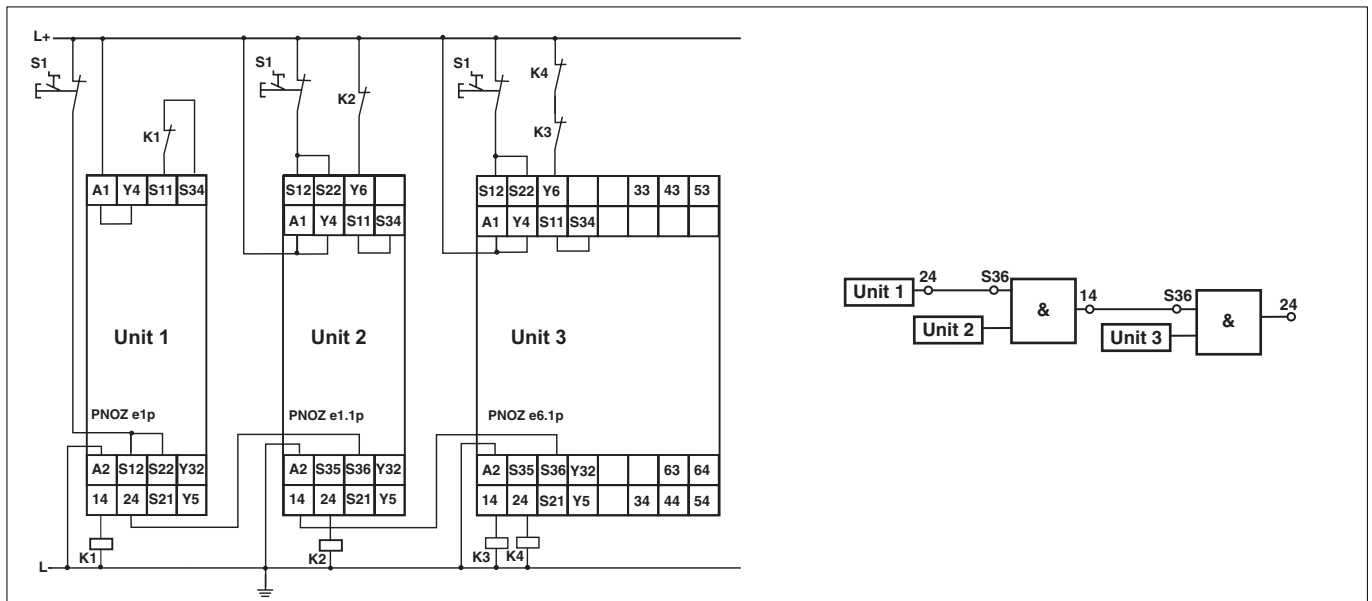 L+
S1
S1
S1
K4
K2
K1
K3
A1 Y4 S11 S34
S12 S22 Y6
A1 Y4 S11 S34
S12 S22 Y6 33 43 53
A1 Y4 S11 S34
Unit 1
Unit 2
Unit 3
PNOZ e1p
PNOZ e1.1p
PNOZ e6.1p
A2 S12 S22 Y32
14 24 S21 Y5
A2 S35 S36 Y32
14 24 S21 Y5
A2 S35 S36 Y32 63 64
14 24 S21 Y5 34 44 54
K1
K2
K3
K4
L-
24
S36
Unit 1
&
14
S36
24
Unit 2
Unit 3
&